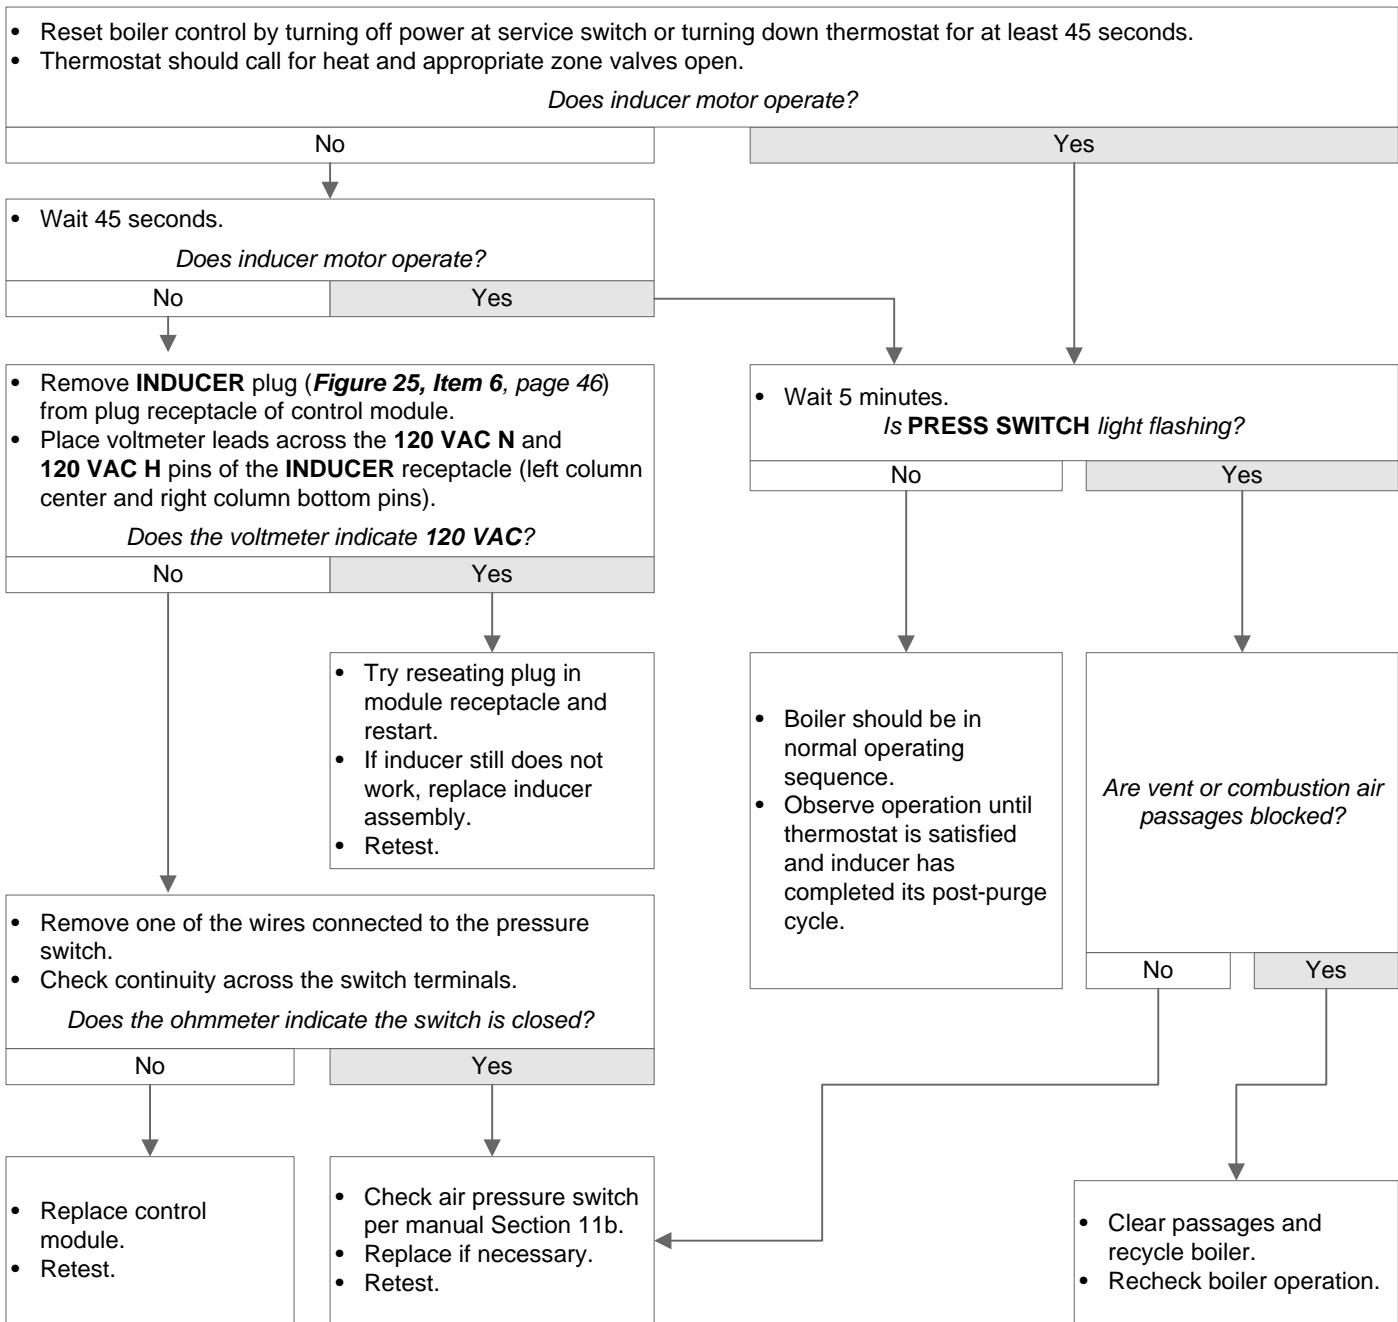 • Reset boiler control by turning off power at service switch or turning down thermostat for at least 45 seconds.
• Thermostat should call for heat and appropriate zone valves open.
Does inducer motor operate?
No
Yes
• Wait 45 seconds.
Does inducer motor operate?
No
Yes
• Remove INDUCER plug (Figure 25, Item 6, page 46)
from plug receptacle of control module.
• Place voltmeter leads across the 120 VAC N and
120 VAC H pins of the INDUCER receptacle (left column
center and right column bottom pins).
Does the voltmeter indicate 120 VAC?
No
Yes
• Wait 5 minutes.
Is PRESS SWITCH light flashing?
No
Yes
• Try reseating plug in
module receptacle and
restart.
• If inducer still does not
work, replace inducer
assembly.
• Retest.
• Boiler should be in
normal operating
sequence.
• Observe operation until
thermostat is satisfied
and inducer has
completed its post-purge
cycle.
Are vent or combustion air
passages blocked?
No
Yes
• Remove one of the wires connected to the pressure
switch.
• Check continuity across the switch terminals.
Does the ohmmeter indicate the switch is closed?
No
Yes
• Replace control
module.
• Retest.
• Check air pressure switch
per manual Section 11b.
• Replace if necessary.
• Retest.
• Clear passages and
recycle boiler.
• Recheck boiler operation.